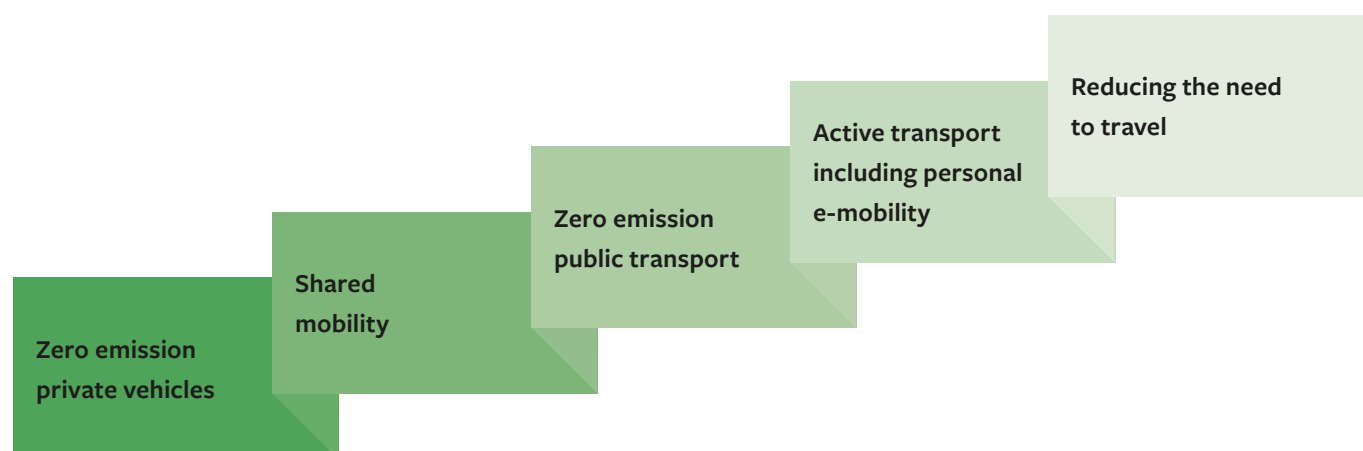 Zero emission
private vehicles
Shared
mobility
Zero emission
public transport
Active transport
including personal
e-mobility
Reducing the need
to travel